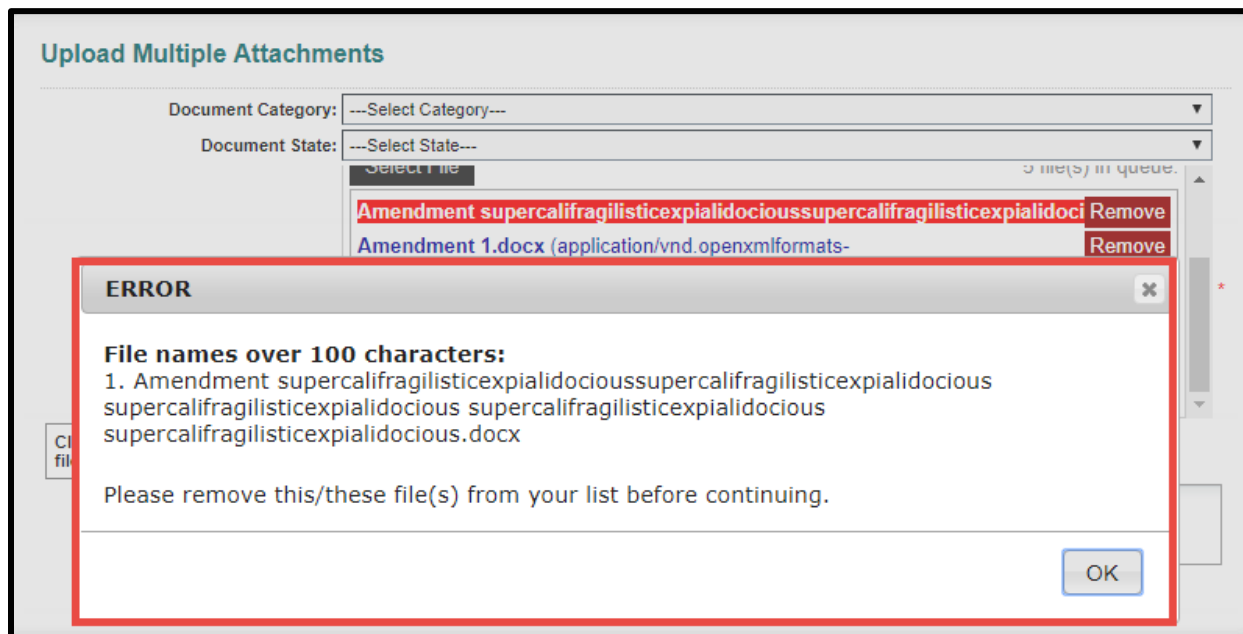 Upload Multiple Attachments
Document Category: ---Select Category---
Document State: ---Select State---
Select File 5 file(s) in queue.
Amendment supercalifragilisticexpialidocioussupercalifragilisticexpialidoci Remove
Amendment 1.docx (application/vnd.openxmlformats- Remove
*
ERROR
File names over 100 characters:
1. Amendment supercalifragilisticexpialidocioussupercalifragilisticexpialidocious
supercalifragilisticexpialidocious supercalifragilisticexpialidocious
supercalifragilisticexpialidocious.docx
Please remove this/these file(s) from your list before continuing.
OK